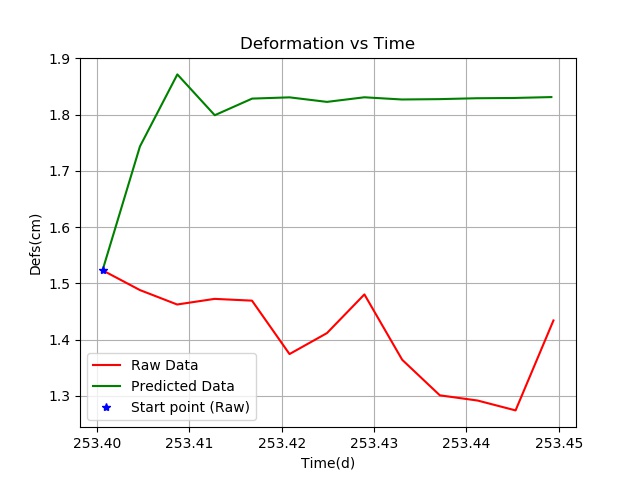 Deformation vs Time
1.9
1.8
1.7
1.6
1.5
1.4
1.3
Defs(cm)
Raw Data
Predicted Data
Start point (Raw)
253.40 253.41 253.42 253.43 253.44 253.45
Time(d)